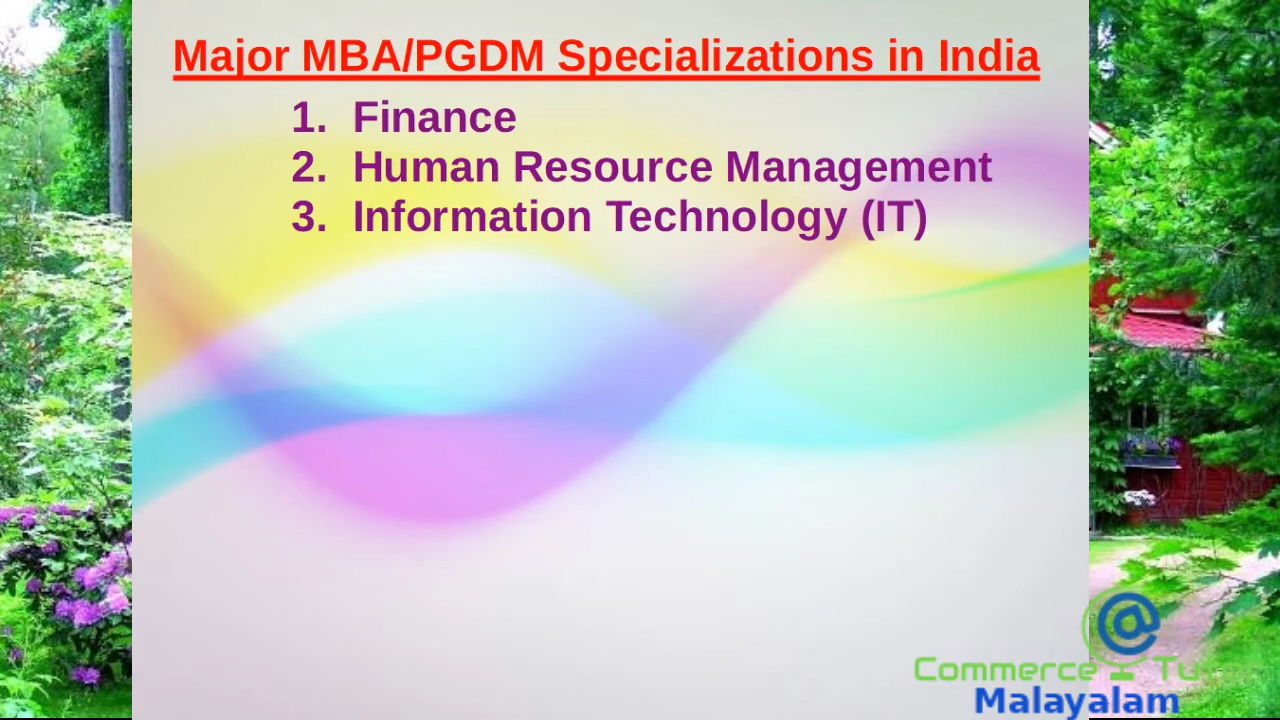 Major MBA/PGDM Specializations in India
1. Finance
2. Human Resource Management
3. Information Technology (IT)
@
Commerce
Malayalam